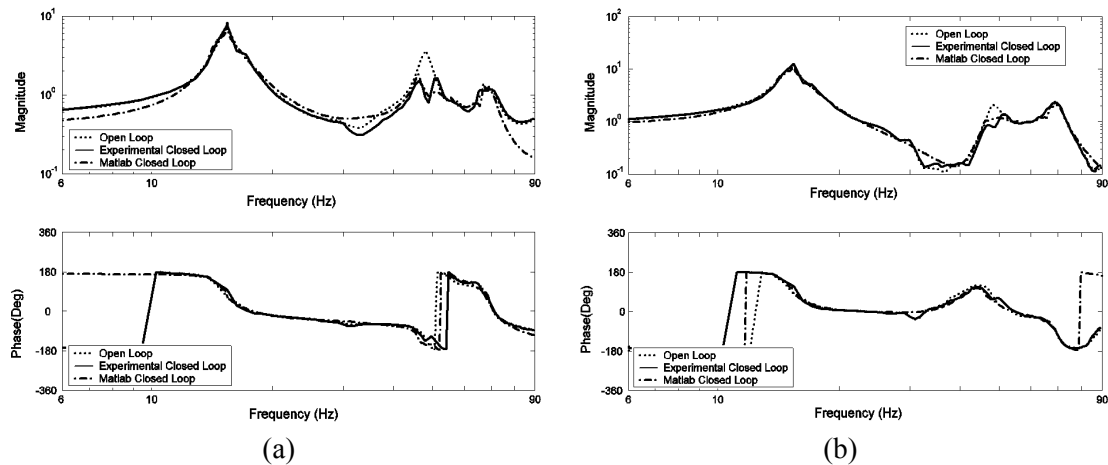 10^1
10^0
10^-1
Magnitude
Open Loop
Experimental Closed Loop
Matlab Closed Loop
6
10
90
Frequency (Hz)
360
180
0
-180
-360
Phase(Deg)
Open Loop
Experimental Closed Loop
Matlab Closed Loop
6
10
90
Frequency (Hz)
(a)
10^2
10^1
10^0
10^-1
Magnitude
Open Loop
Experimental Closed Loop
Matlab Closed Loop
6
10
90
Frequency (Hz)
360
180
0
-180
-360
Phase(Deg)
Open Loop
Experimental Closed Loop
Matlab Closed Loop
6
10
90
Frequency (Hz)
(b)